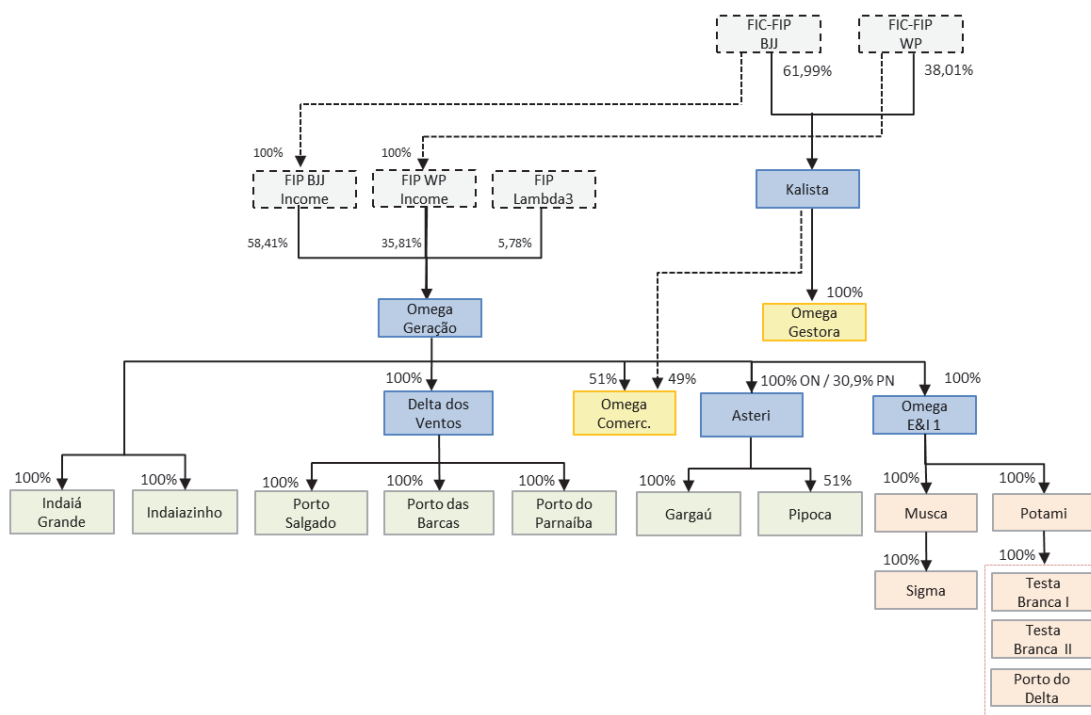 FIC-FIP
BJJ
FIC-FIP
WP
61,99%
38,01%
100%
100%
FIP BJJ
Income
FIP WP
Income
FIP
Lambda3
Kalista
58,41%
35,81%
5,78%
100%
Omega
Geração
Omega
Gestora
100%
51%
49%
100% ON / 30,9% PN
100%
Delta dos
Ventos
Omega
Comerc.
Asteri
Omega
E&I 1
100%
100%
100%
100%
100%
100%
51%
100%
100%
Indaiá
Grande
Indaiazinho
Porto
Salgado
Porto das
Barcas
Porto do
Parnaíba
Gargaú
Pipoca
Musca
Potami
100%
100%
Sigma
Testa
Branca I
Testa
Branca II
Porto do
Delta